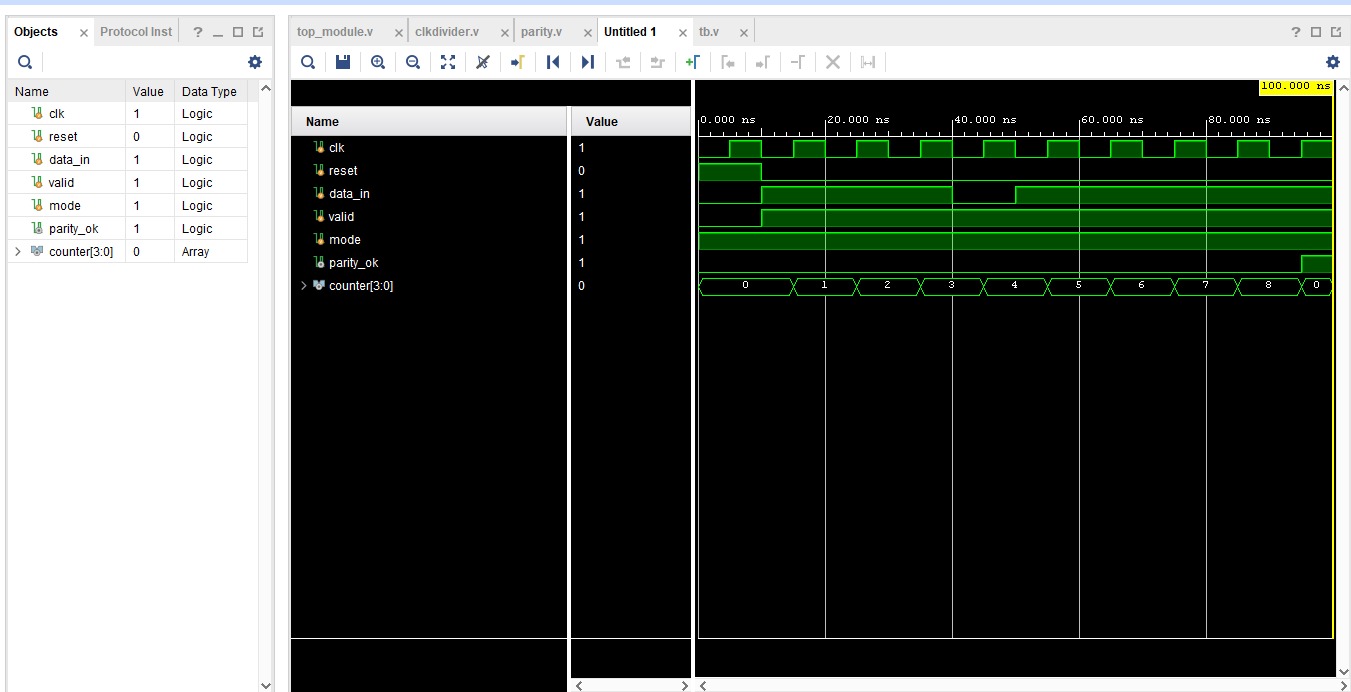 Objects Protocol Inst ?
Name Value Data Type
clk 1 Logic
reset 0 Logic
data_in 1 Logic
valid 1 Logic
mode 1 Logic
parity_ok 1 Logic
counter[3:0] 0 Array
top_module.v clkdivider.v parity.v Untitled 1 tb.v ?
Name Value
clk 1
reset 0
data_in 1
valid 1
mode 1
parity_ok 1
counter[3:0] 0
100.000 ns
0.000 ns 20.000 ns 40.000 ns 60.000 ns 80.000 ns
0 1 2 3 4 5 6 7 8 0